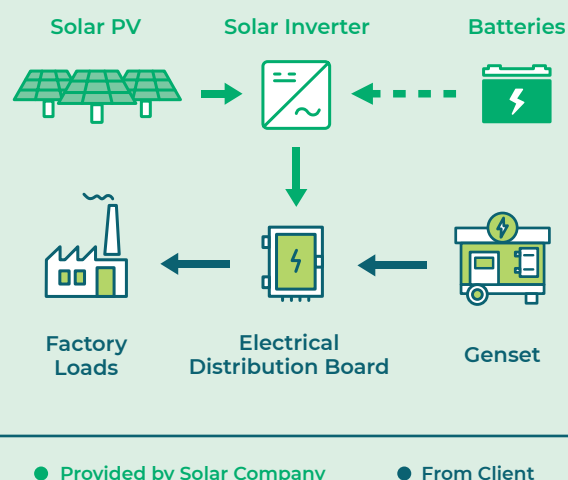 Solar PV
Solar Inverter
Batteries
Factory
Loads
Electrical
Distribution Board
Genset
Provided by Solar Company
From Client